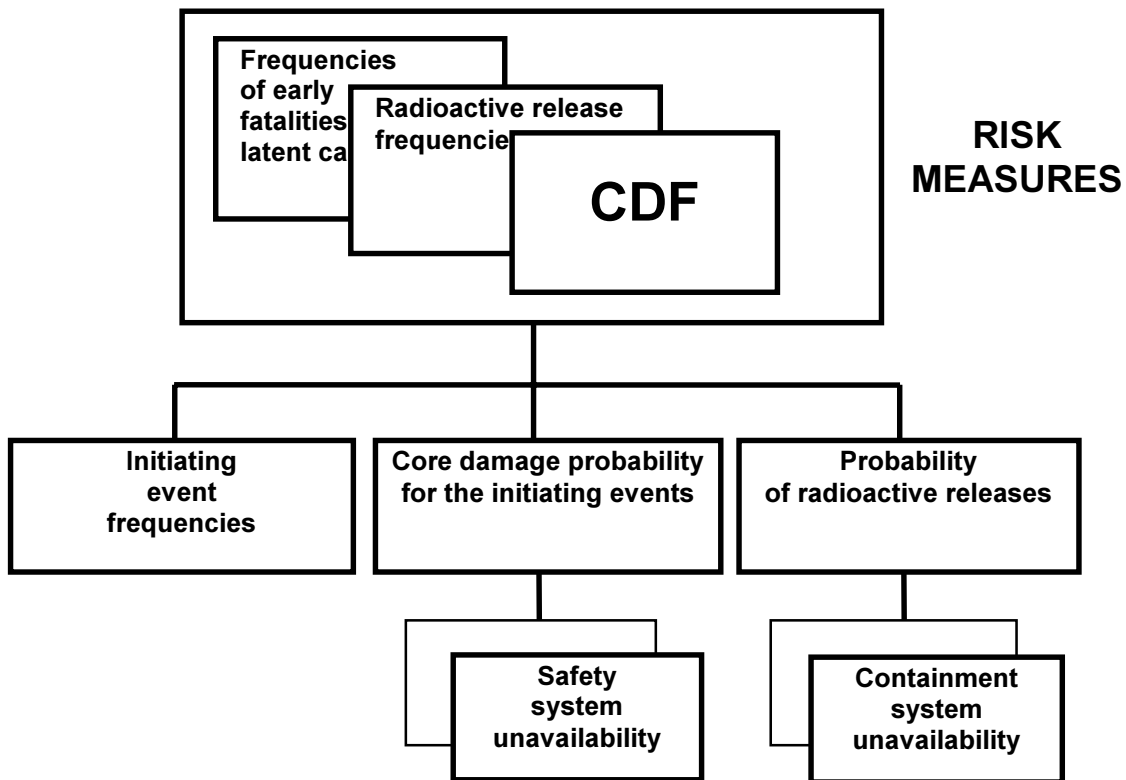 Frequencies
of early
fatalities
latent ca
Radioactive release
frequencie
CDF
RISK
MEASURES
Initiating
event
frequencies
Core damage probability
for the initiating events
Probability
of radioactive releases
Safety
system
unavailability
Containment
system
unavailability